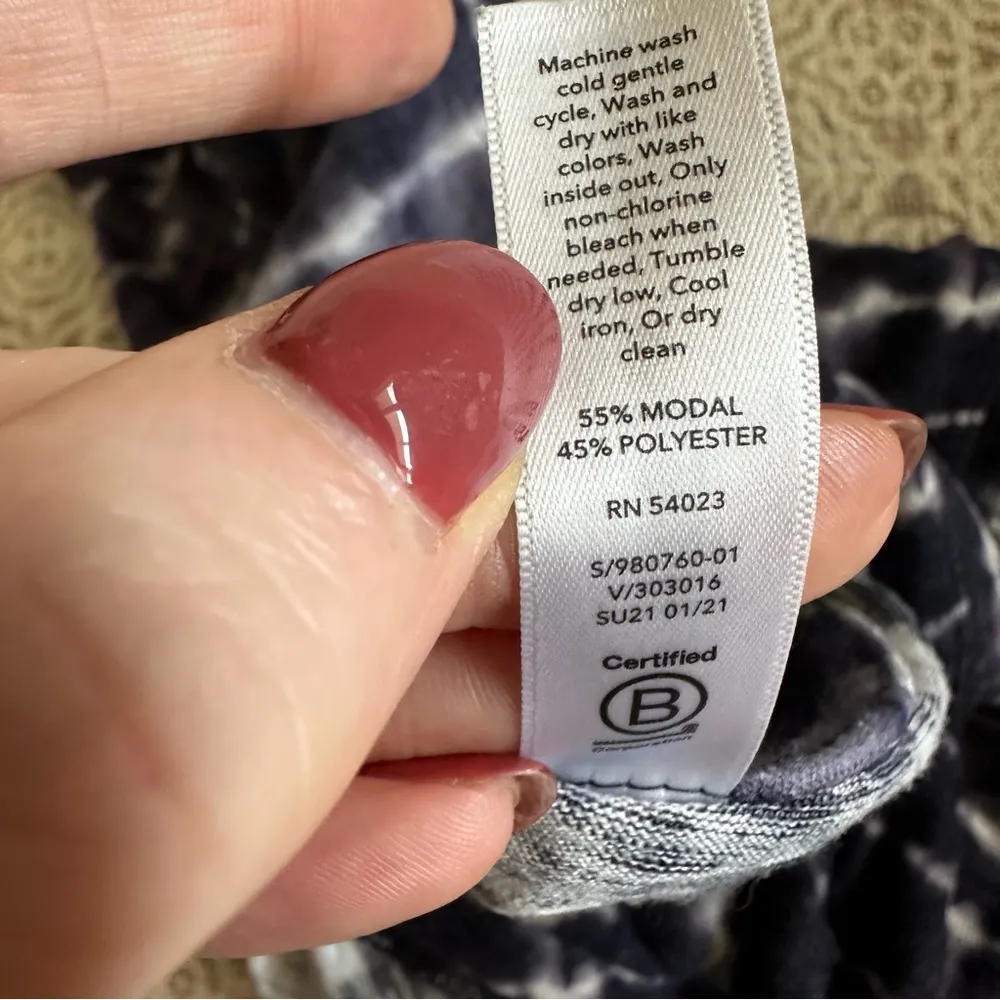 Machine wash
cold gentle
cycle, Wash and
dry with like
colors, Wash
inside out, Only
non-chlorine
bleach when
needed, Tumble
dry low, Cool
iron, Or dry
clean
55% MODAL
45% POLYESTER
RN 54023
S/980760-01
V/303016
SU21 01/21
Certified
B
Corporation